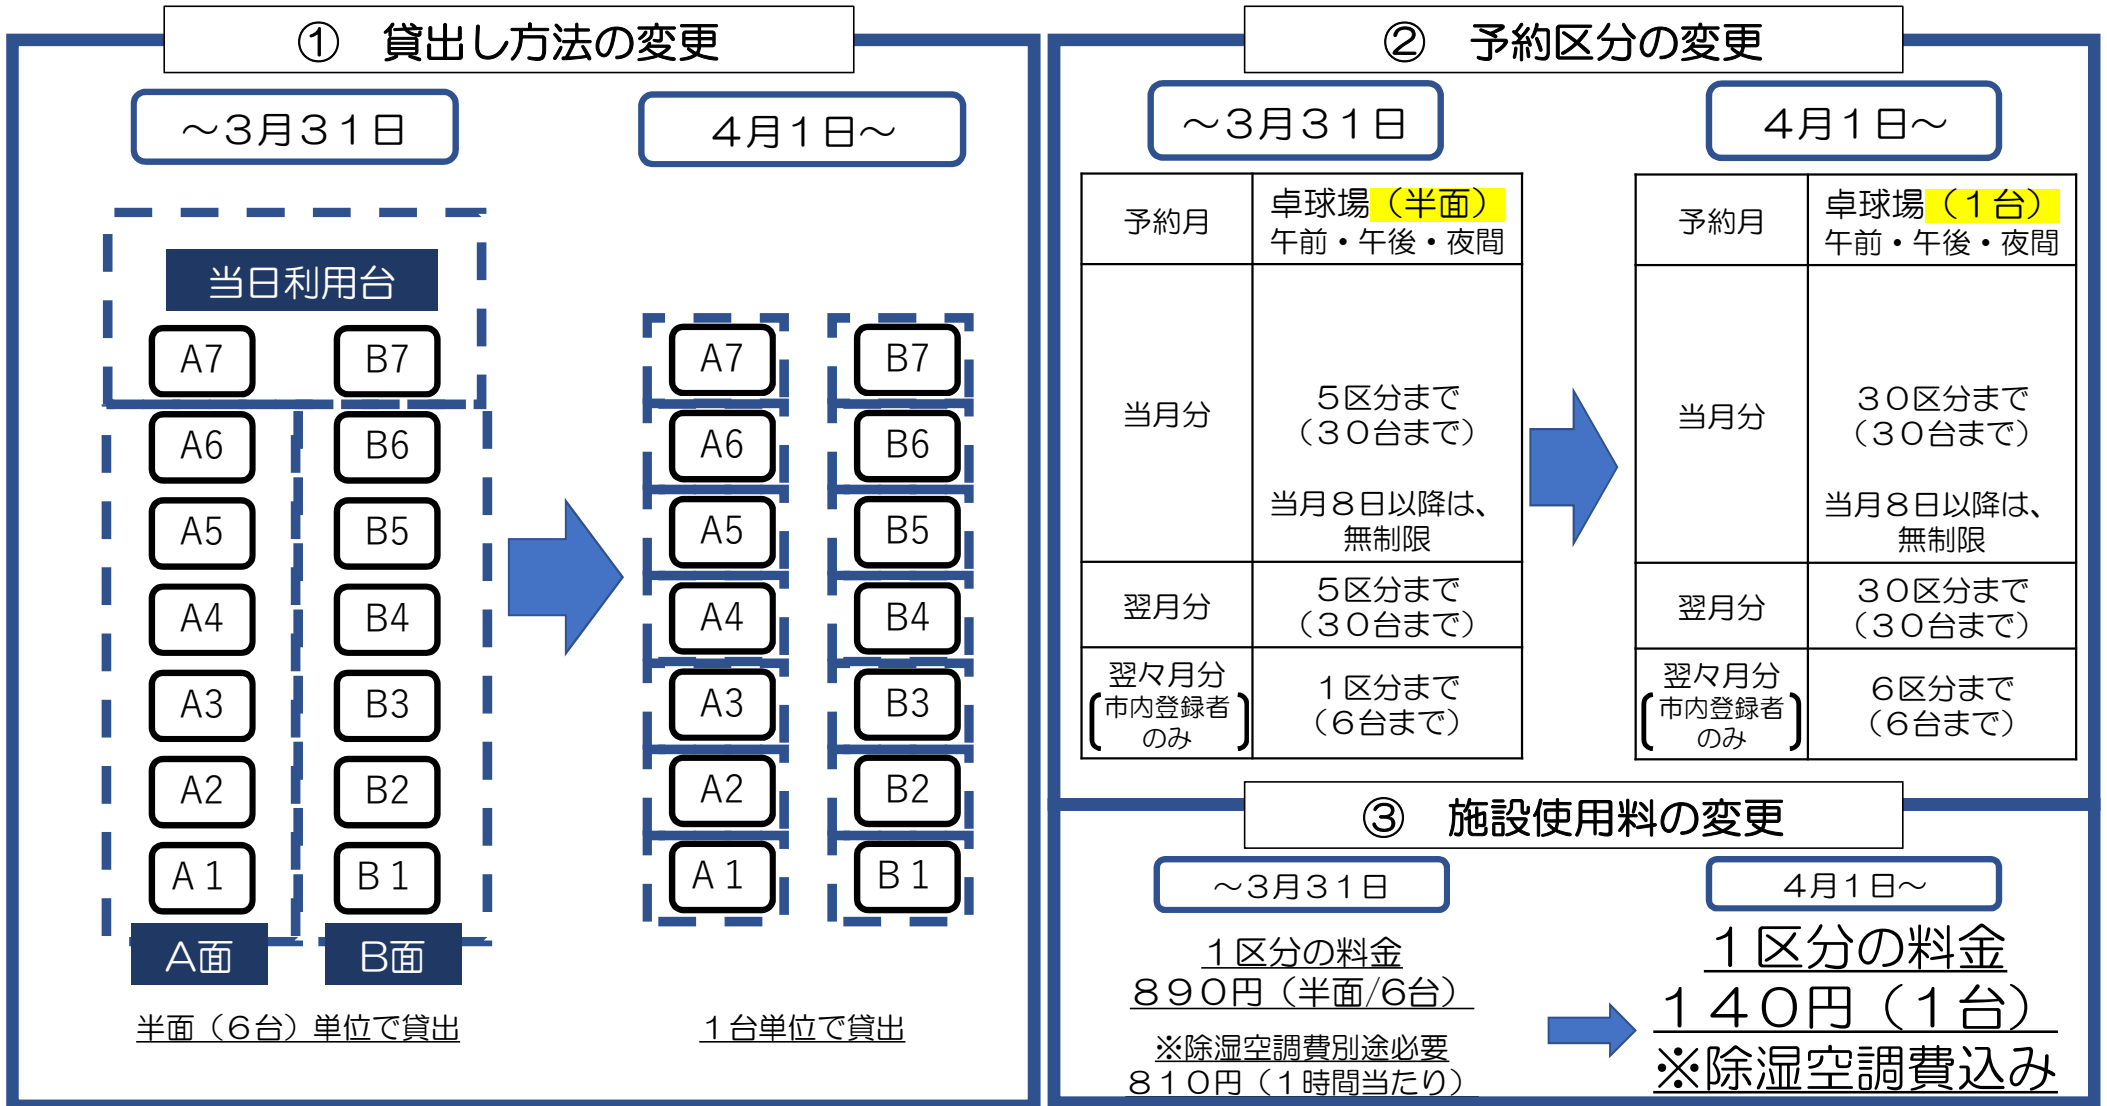 ① 貸出し方法の変更
～３月３１日
４月１日～
当日利用台
A7
B7
A6
B6
A5
B5
A4
B4
A3
B3
A2
B2
A１
B１
A面
B面
半面（６台）単位で貸出
A7
B7
A6
B6
A5
B5
A4
B4
A3
B3
A2
B2
A１
B１
１台単位で貸出
② 予約区分の変更
～３月３１日
予約月
卓球場（半面）
午前・午後・夜間
当月分
５区分まで
（３０台まで）
当月８日以降は、
無制限
翌月分
５区分まで
（３０台まで）
翌々月分
市内登録者
のみ
１区分まで
（６台まで）
４月１日～
予約月
卓球場（１台）
午前・午後・夜間
当月分
３０区分まで
（３０台まで）
当月８日以降は、
無制限
翌月分
３０区分まで
（３０台まで）
翌々月分
市内登録者
のみ
６区分まで
（６台まで）
③ 施設使用料の変更
～３月３１日
１区分の料金
８９０円（半面/６台）
※除湿空調費別途必要
８１０円（１時間当たり）
４月１日～
１区分の料金
１４０円（１台）
※除湿空調費込み